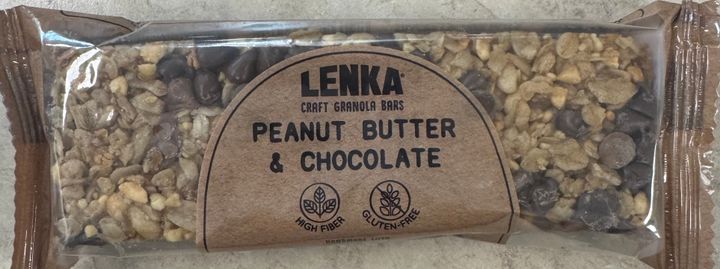 LENKA®
CRAFT GRANOLA BARS
PEANUT BUTTER
& CHOCOLATE
HIGH FIBER
GLUTEN-FREE